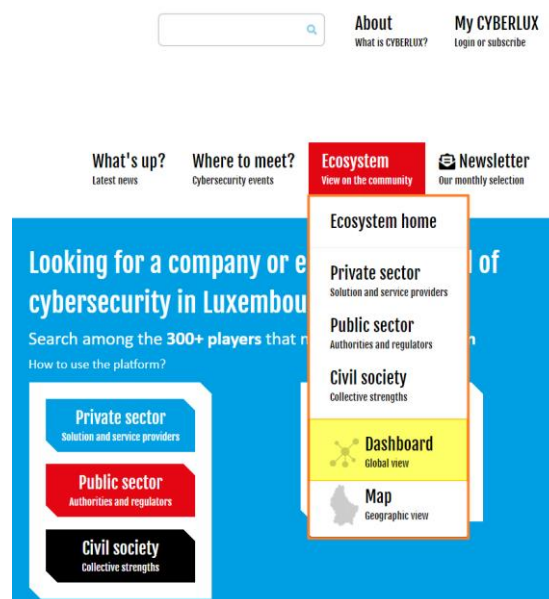 About
What is CYBERLUX?
My CYBERLUX
Login or subscribe
What's up?
Latest news
Where to meet?
Cybersecurity events
Ecosystem
View on the community
Newsletter
Our monthly selection
Ecosystem home
Private sector
Solution and service providers
Public sector
Authorities and regulators
Civil society
Collective strengths
Dashboard
Global view
Map
Geographic view
Looking for a company or e
of
cybersecurity in Luxembou
Search among the 300+ players that
How to use the platform?
Private sector
Solution and service providers
Public sector
Authorities and regulators
Civil society
Collective strengths